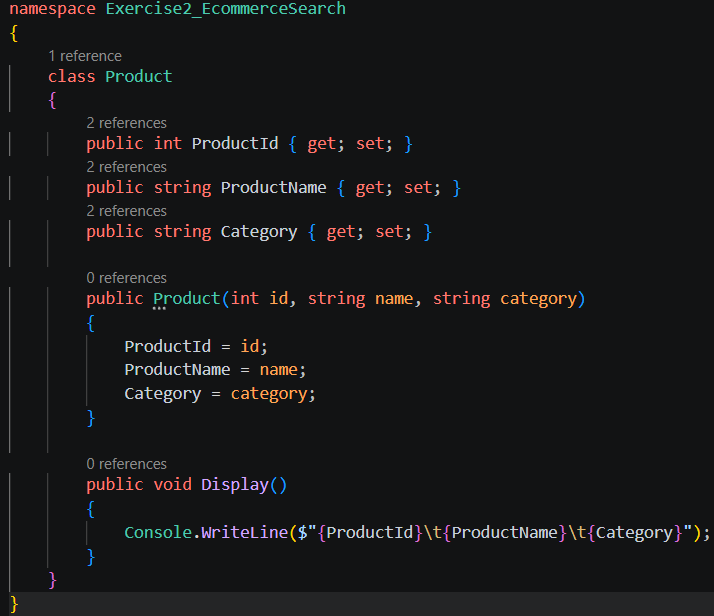 namespace Exercise2_EcommerceSearch
{
1 reference
class Product
{
2 references
public int ProductId { get; set; }
2 references
public string ProductName { get; set; }
2 references
public string Category { get; set; }
0 references
public Product(int id, string name, string category)
{
ProductId = id;
ProductName = name;
Category = category;
}
0 references
public void Display()
{
Console.WriteLine($"{ProductId}\t{ProductName}\t{Category}");
}
}
}